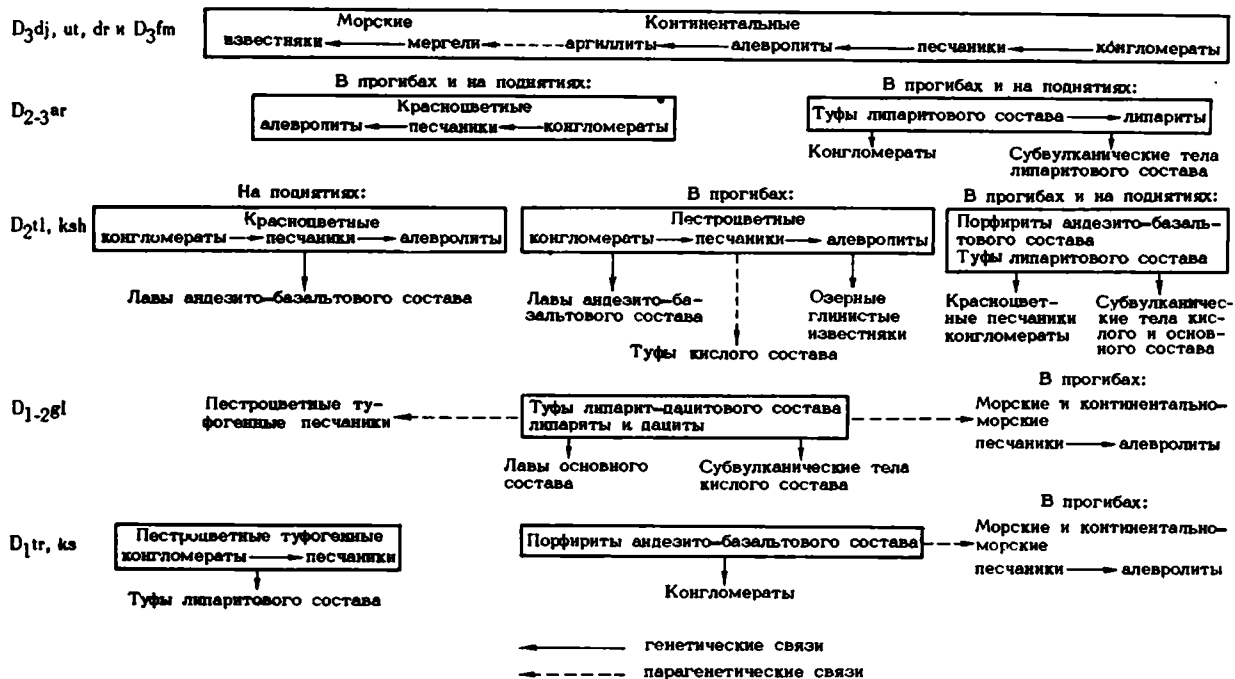 D3dj, ut, dr и D3fm
Морские Континентальные
известняки мергели аргиллиты алевролиты песчаники конгломераты
D2-3ar
В прогибах и на поднятиях:
Красноцветные
алевролиты песчаники конгломераты
В прогибах и на поднятиях:
Туфы липаритового состава липариты
Конгломераты
Субвулканические тела
липаритового состава
D2tl, ksh
На поднятиях:
Красноцветные
конгломераты песчаники алевролиты
Лавы андезито-базальтового состава
В прогибах:
Пестроцветные
конгломераты песчаники алевролиты
Лавы андезито-ба-
зальтового состава
Туфы кислого состава
Озерные
глинистые
известняки
В прогибах и на поднятиях:
Порфириты андезито-базаль-
тового состава
Туфы липаритового состава
Красноцвет-
ные песчаники
конгломераты
Субвулканичес-
кие тела кис-
лого и основ-
ного состава
D1-2gl
Пестроцветные ту-
фогенные песчаники
Туфы липарит-дацитового состава
липариты и дациты
Лавы основного
состава
Субвулканические тела
кислого состава
В прогибах:
Морские и континентально-
морские
песчаники алевролиты
D1tr, ks
Пестроцветные туфогенные
конгломераты песчаники
Туфы липаритового состава
Порфириты андезито-базальтового состава
Конгломераты
В прогибах:
Морские и континентально-
морские
песчаники алевролиты
генетические связи
парагенетические связи